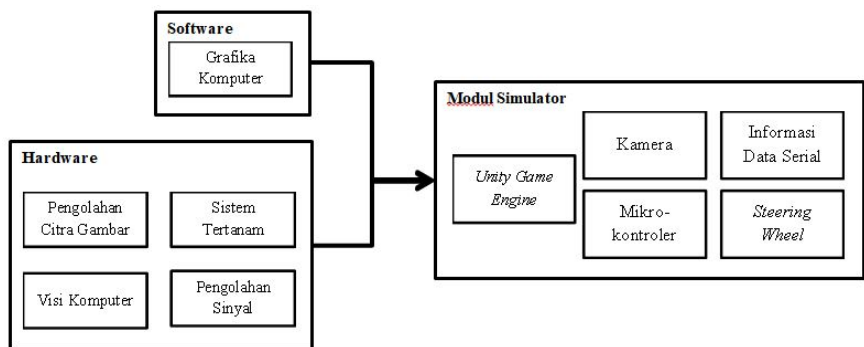 Software
Grafika
Komputer
Hardware
Pengolahan
Citra Gambar
Sistem
Tertanam
Visi Komputer
Pengolahan
Sinyal
Modul Simulator
Unity Game
Engine
Kamera
Informasi
Data Serial
Mikro-
kontroler
Steering
Wheel